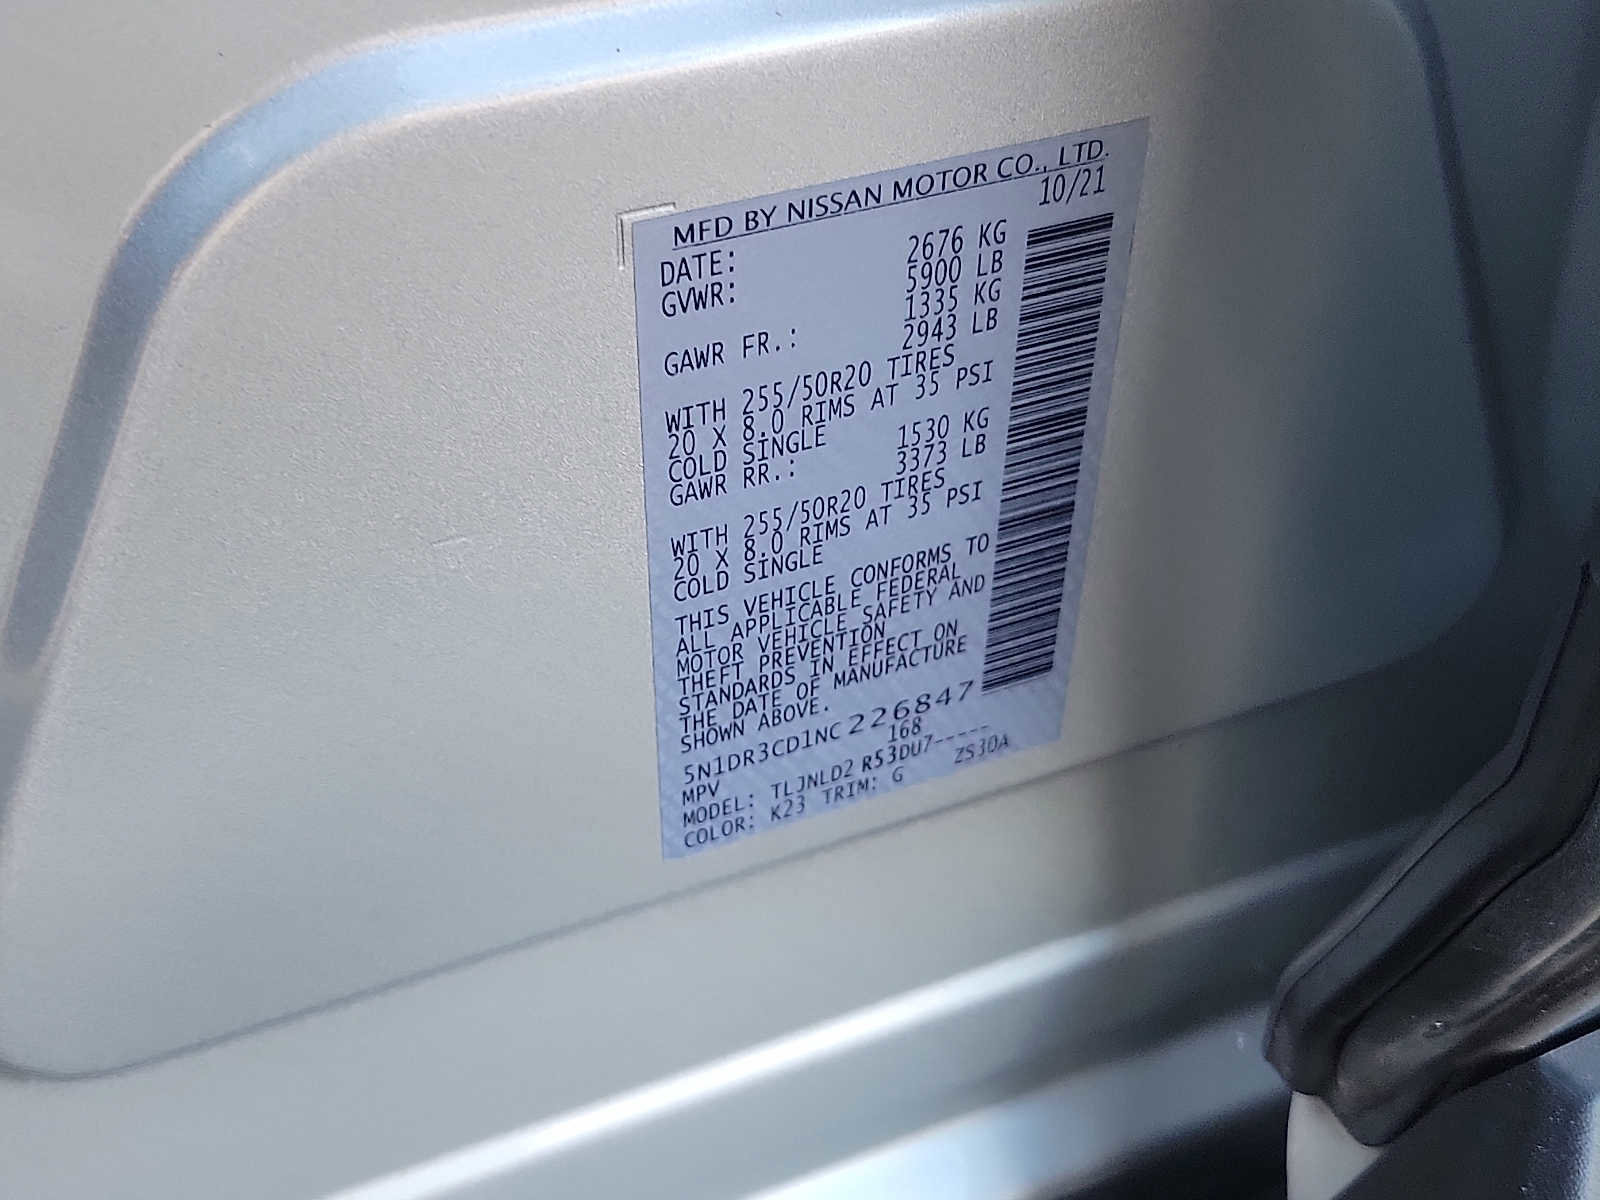 MFD BY NISSAN MOTOR CO., LTD.
DATE: 10/21
GVWR: 2676 KG
5900 LB
GAWR FR.: 1335 KG
2943 LB
WITH 255/50R20 TIRES
20 X 8.0 RIMS AT 35 PSI
COLD SINGLE
GAWR RR.: 1530 KG
3373 LB
WITH 255/50R20 TIRES
20 X 8.0 RIMS AT 35 PSI
COLD SINGLE
THIS VEHICLE CONFORMS TO
ALL APPLICABLE FEDERAL
MOTOR VEHICLE SAFETY AND
THEFT PREVENTION
STANDARDS IN EFFECT ON
THE DATE OF MANUFACTURE
SHOWN ABOVE.
5N1DR3CD1NC226847
MPV 168
MODEL: TLJNLD2 R53DU7-----
COLOR: K23 TRIM: G ZS30A